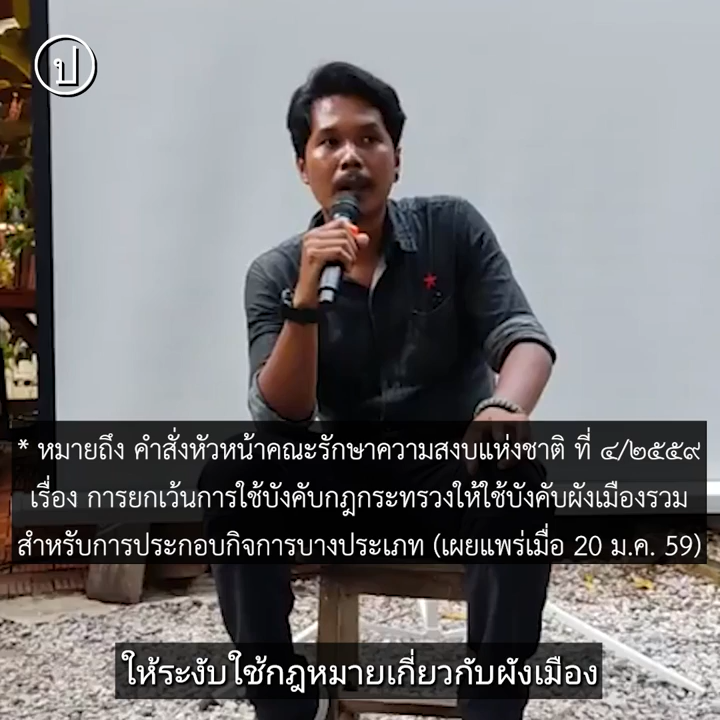 ป
* หมายถึง คำสั่งหัวหน้าคณะรักษาความสงบแห่งชาติ ที่ ๔/๒๕๕๙
เรื่อง การยกเว้นการใช้บังคับกฎกระทรวงให้ใช้บังคับผังเมืองรวม
สำหรับการประกอบกิจการบางประเภท (เผยแพร่เมื่อ 20 ม.ค. 59)
ให้ระงับใช้กฎหมายเกี่ยวกับผังเมือง